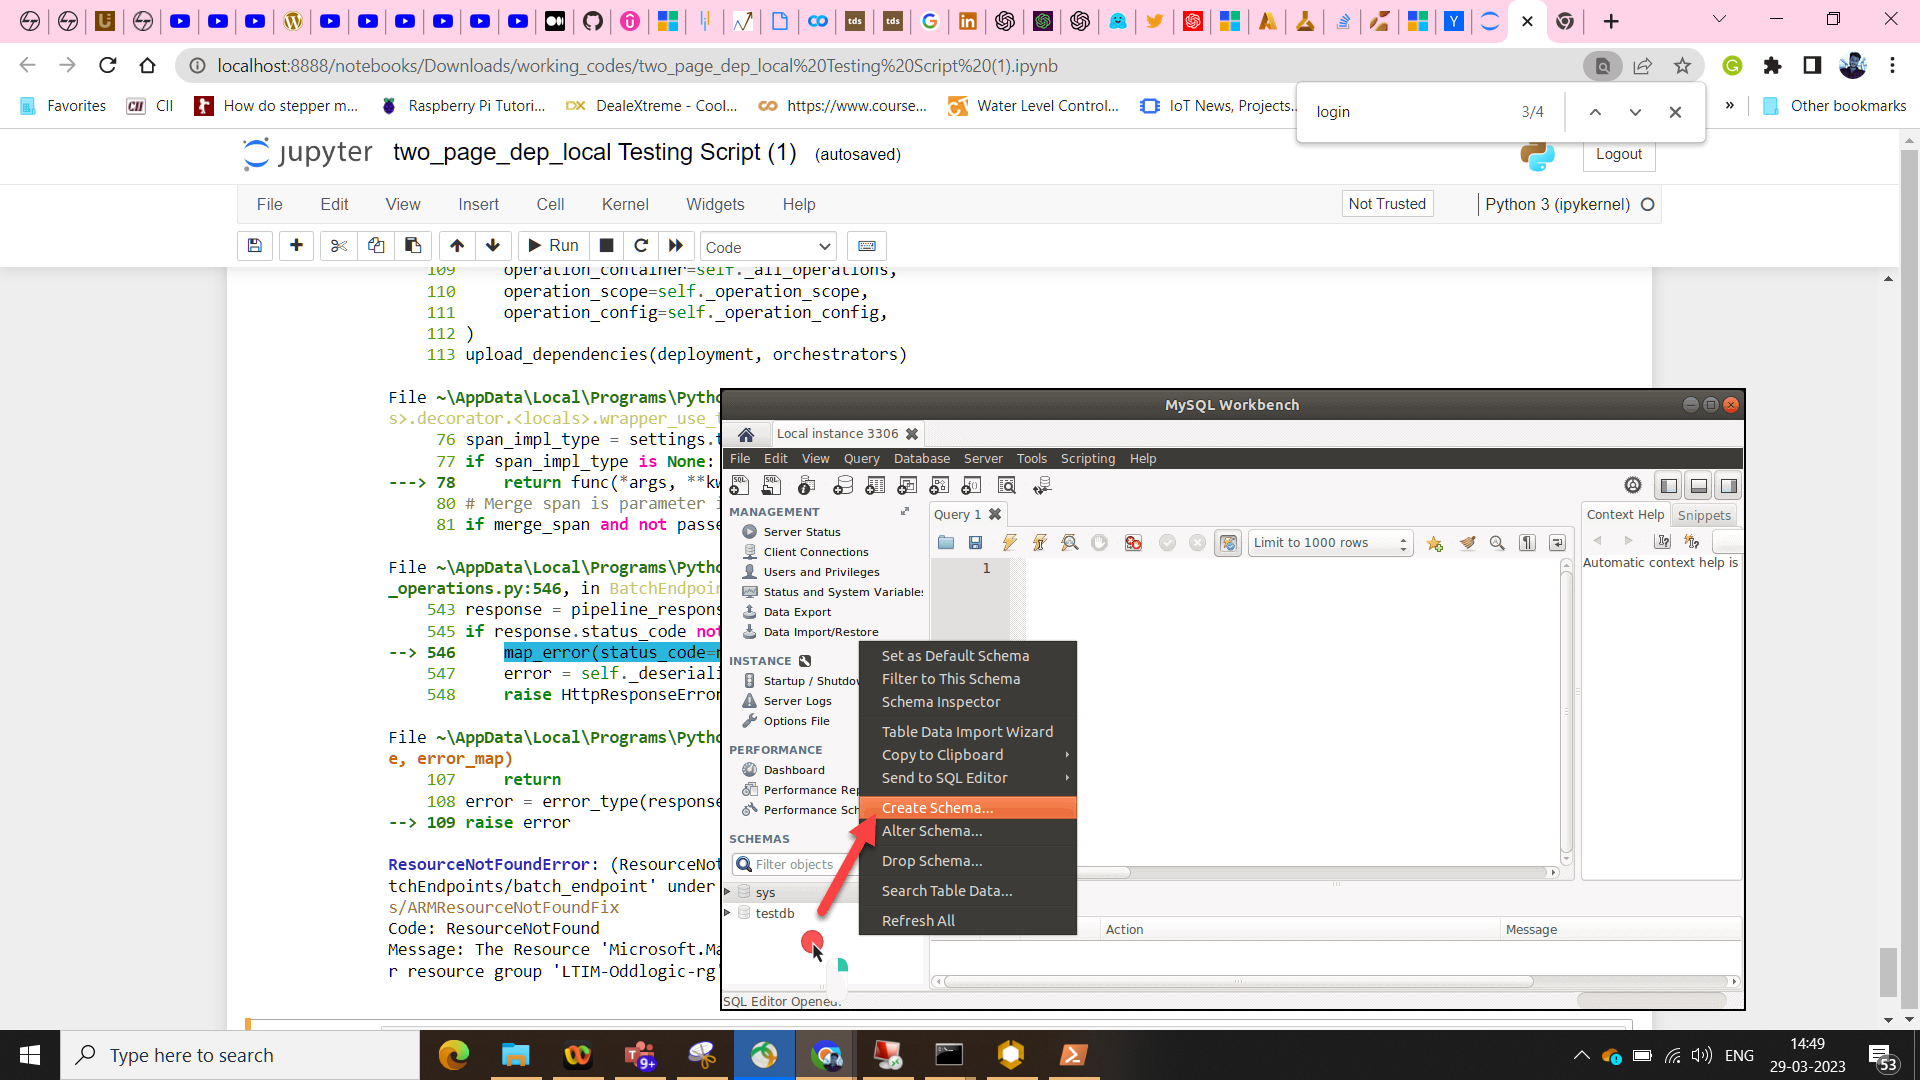 localhost:8888/notebooks/Downloads/working_codes/two_page_dep_local%20Testing%20Script%20(1).ipynb
Favorites
CII
How do stepper m...
Raspberry Pi Tutori...
DealeXtreme - Cool...
https://www.course...
Water Level Control...
IoT News, Projects...
»
Other bookmarks
login
3/4
jupyter
two_page_dep_local Testing Script (1) (autosaved)
Logout
File
Edit
View
Insert
Cell
Kernel
Widgets
Help
Not Trusted
Python 3 (ipykernel)
Run
Code
109 operation_container=self._all_operations,
110 operation_scope=self._operation_scope,
111 operation_config=self._operation_config,
112 )
113 upload_dependencies(deployment, orchestrators)
File ~\AppData\Local\Programs\Pytho
s>.decorator.<locals>.wrapper_use_t
76 span_impl_type = settings.t
77 if span_impl_type is None:
---> 78 return func(*args, **kw
80 # Merge span is parameter i
81 if merge_span and not passe
File ~\AppData\Local\Programs\Pytho
_operations.py:546, in BatchEndpoin
543 response = pipeline_respons
545 if response.status_code not
--> 546 map_error(status_code=r
547 error = self._deseriali
548 raise HttpResponseError
File ~\AppData\Local\Programs\Pytho
e, error_map)
107 return
108 error = error_type(response
--> 109 raise error
ResourceNotFoundError: (ResourceNot
tchEndpoints/batch_endpoint' under
s/ARMResourceNotFoundFix
Code: ResourceNotFound
Message: The Resource 'Microsoft.Ma
r resource group 'LTIM-Oddlogic-rg'
MySQL Workbench
Local instance 3306
File
Edit
View
Query
Database
Server
Tools
Scripting
Help
MANAGEMENT
Server Status
Client Connections
Users and Privileges
Status and System Variables
Data Export
Data Import/Restore
INSTANCE
Startup / Shutdow
Server Logs
Options File
PERFORMANCE
Dashboard
Performance Rep
Performance Sch
SCHEMAS
Filter objects
sys
testdb
SQL Editor Opened.
Query 1
Limit to 1000 rows
1
Context Help
Snippets
Automatic context help is
Set as Default Schema
Filter to This Schema
Schema Inspector
Table Data Import Wizard
Copy to Clipboard
Send to SQL Editor
Create Schema...
Alter Schema...
Drop Schema...
Search Table Data...
Refresh All
Action
Message
Type here to search
9+
ENG
14:49
29-03-2023
53